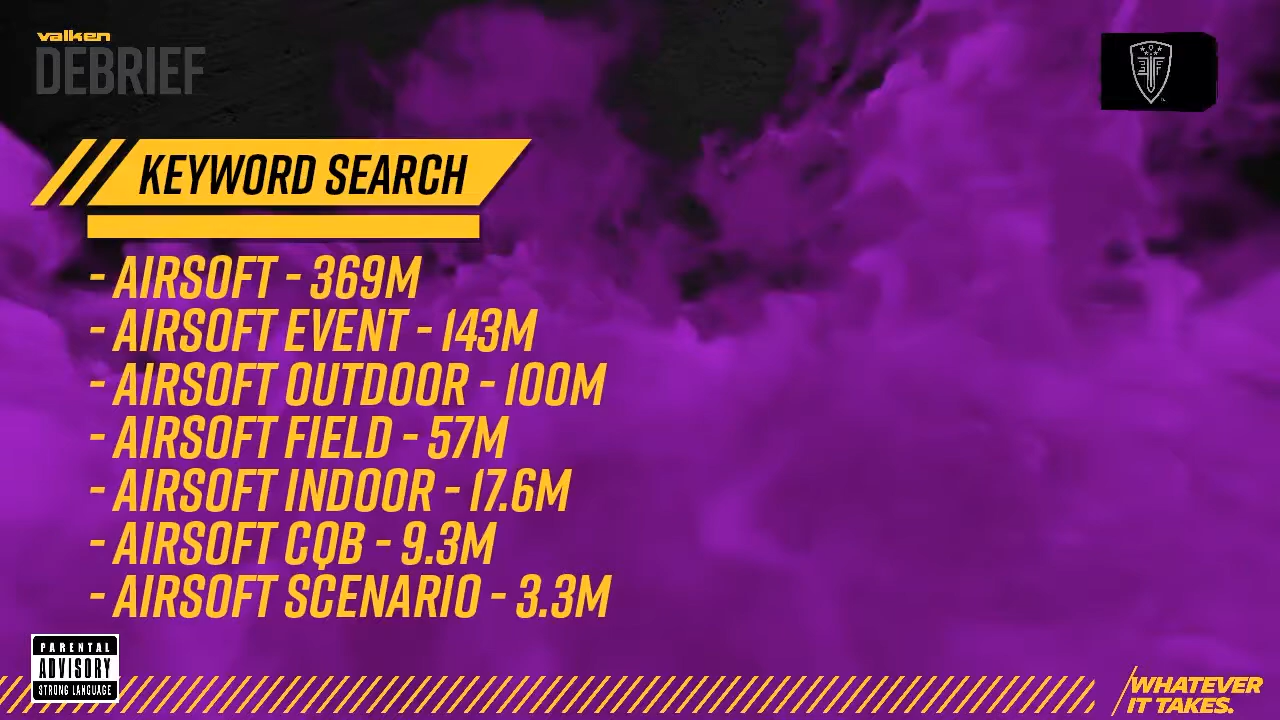 valken
DEBRIEF
KEYWORD SEARCH
- AIRSOFT - 369M
- AIRSOFT EVENT - 143M
- AIRSOFT OUTDOOR - 100M
- AIRSOFT FIELD - 57M
- AIRSOFT INDOOR - 17.6M
- AIRSOFT CQB - 9.3M
- AIRSOFT SCENARIO - 3.3M
PARENTAL
ADVISORY
STRONG LANGUAGE
WHATEVER
IT TAKES.